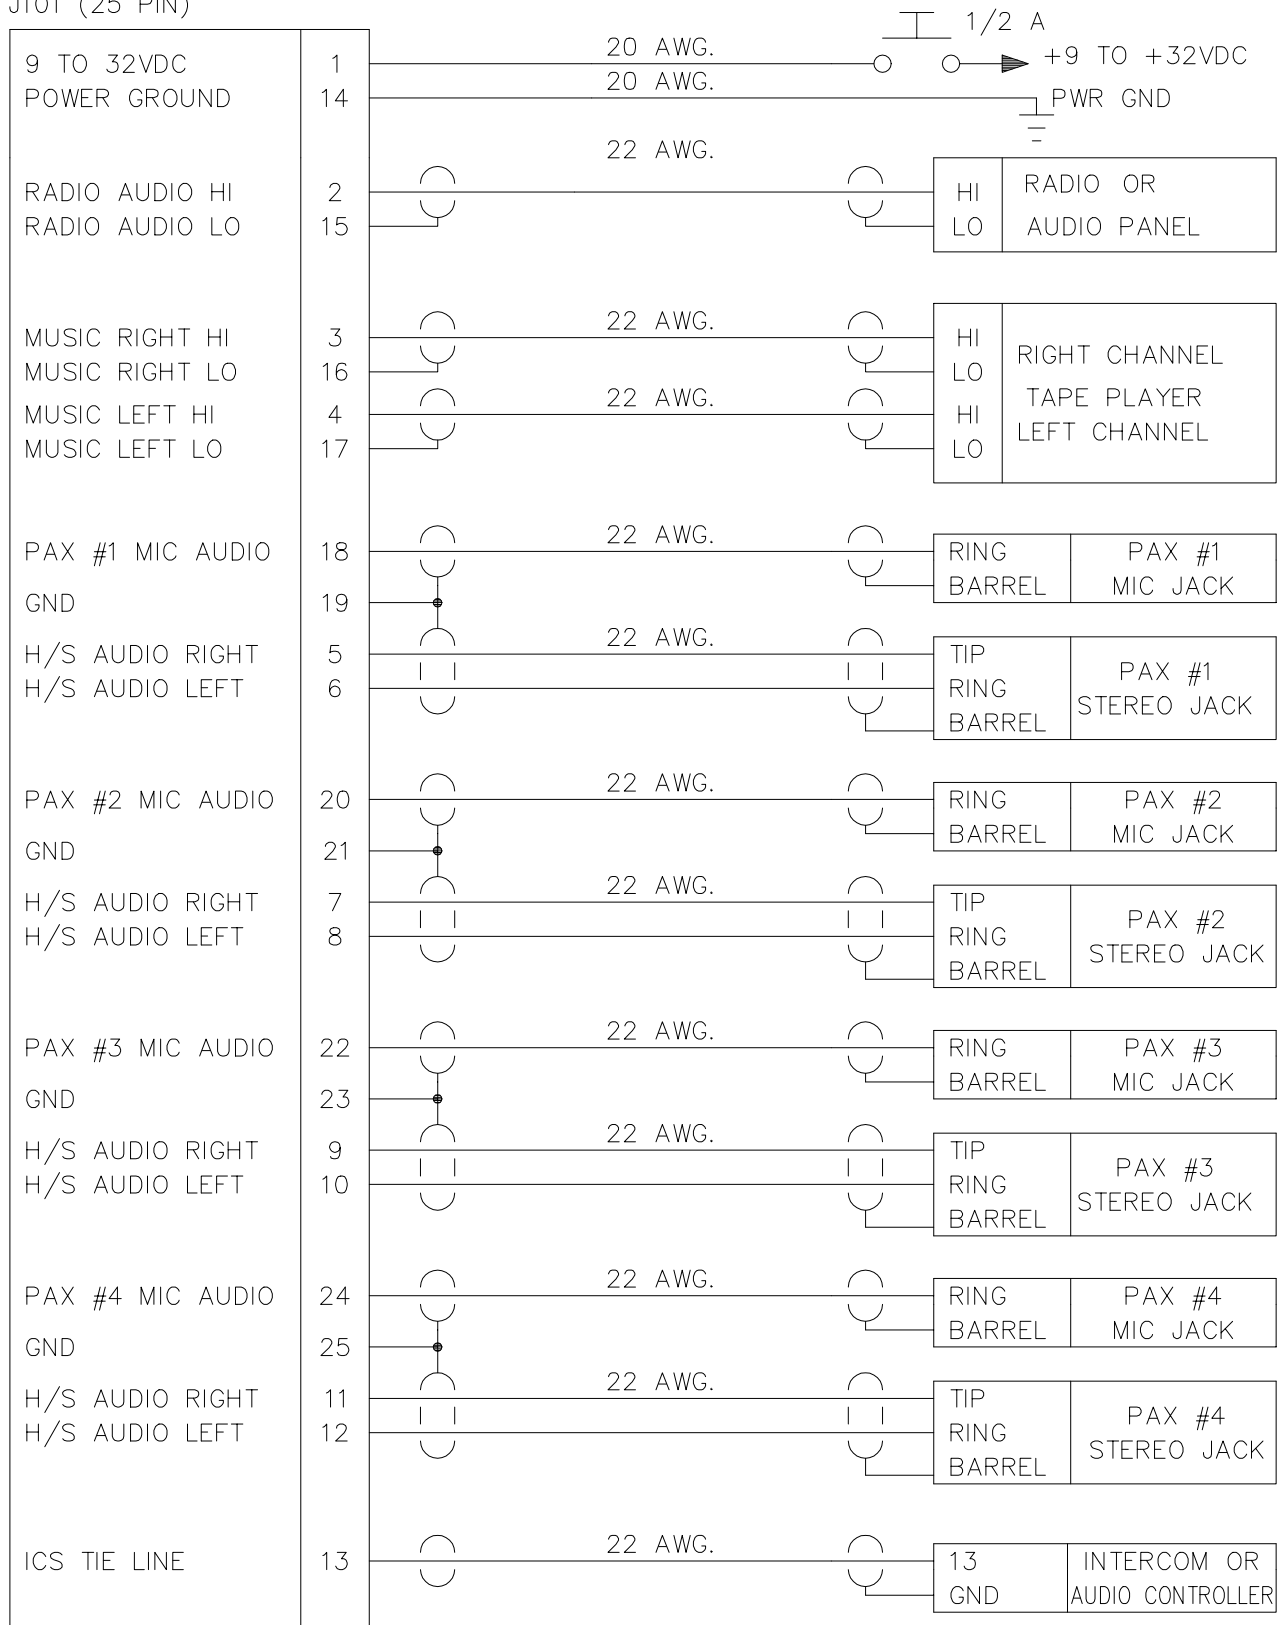 J101 (25 PIN)
1/2 A
9 TO 32VDC 1 20 AWG. +9 TO +32VDC
POWER GROUND 14 20 AWG. PWR GND
22 AWG.
RADIO AUDIO HI 2 HI RADIO OR
RADIO AUDIO LO 15 LO AUDIO PANEL
22 AWG.
MUSIC RIGHT HI 3 HI
RIGHT CHANNEL
MUSIC RIGHT LO 16 LO
22 AWG. TAPE PLAYER
MUSIC LEFT HI 4 HI
LEFT CHANNEL
MUSIC LEFT LO 17 LO
22 AWG.
PAX #1 MIC AUDIO 18 RING PAX #1
BARREL MIC JACK
GND 19
22 AWG.
H/S AUDIO RIGHT 5 TIP
PAX #1
H/S AUDIO LEFT 6 RING
STEREO JACK
BARREL
22 AWG.
PAX #2 MIC AUDIO 20 RING PAX #2
BARREL MIC JACK
GND 21
22 AWG.
H/S AUDIO RIGHT 7 TIP
PAX #2
H/S AUDIO LEFT 8 RING
STEREO JACK
BARREL
22 AWG.
PAX #3 MIC AUDIO 22 RING PAX #3
BARREL MIC JACK
GND 23
22 AWG.
H/S AUDIO RIGHT 9 TIP
PAX #3
H/S AUDIO LEFT 10 RING
STEREO JACK
BARREL
22 AWG.
PAX #4 MIC AUDIO 24 RING PAX #4
BARREL MIC JACK
GND 25
22 AWG.
H/S AUDIO RIGHT 11 TIP
PAX #4
H/S AUDIO LEFT 12 RING
STEREO JACK
BARREL
22 AWG.
ICS TIE LINE 13 13 INTERCOM OR
GND AUDIO CONTROLLER